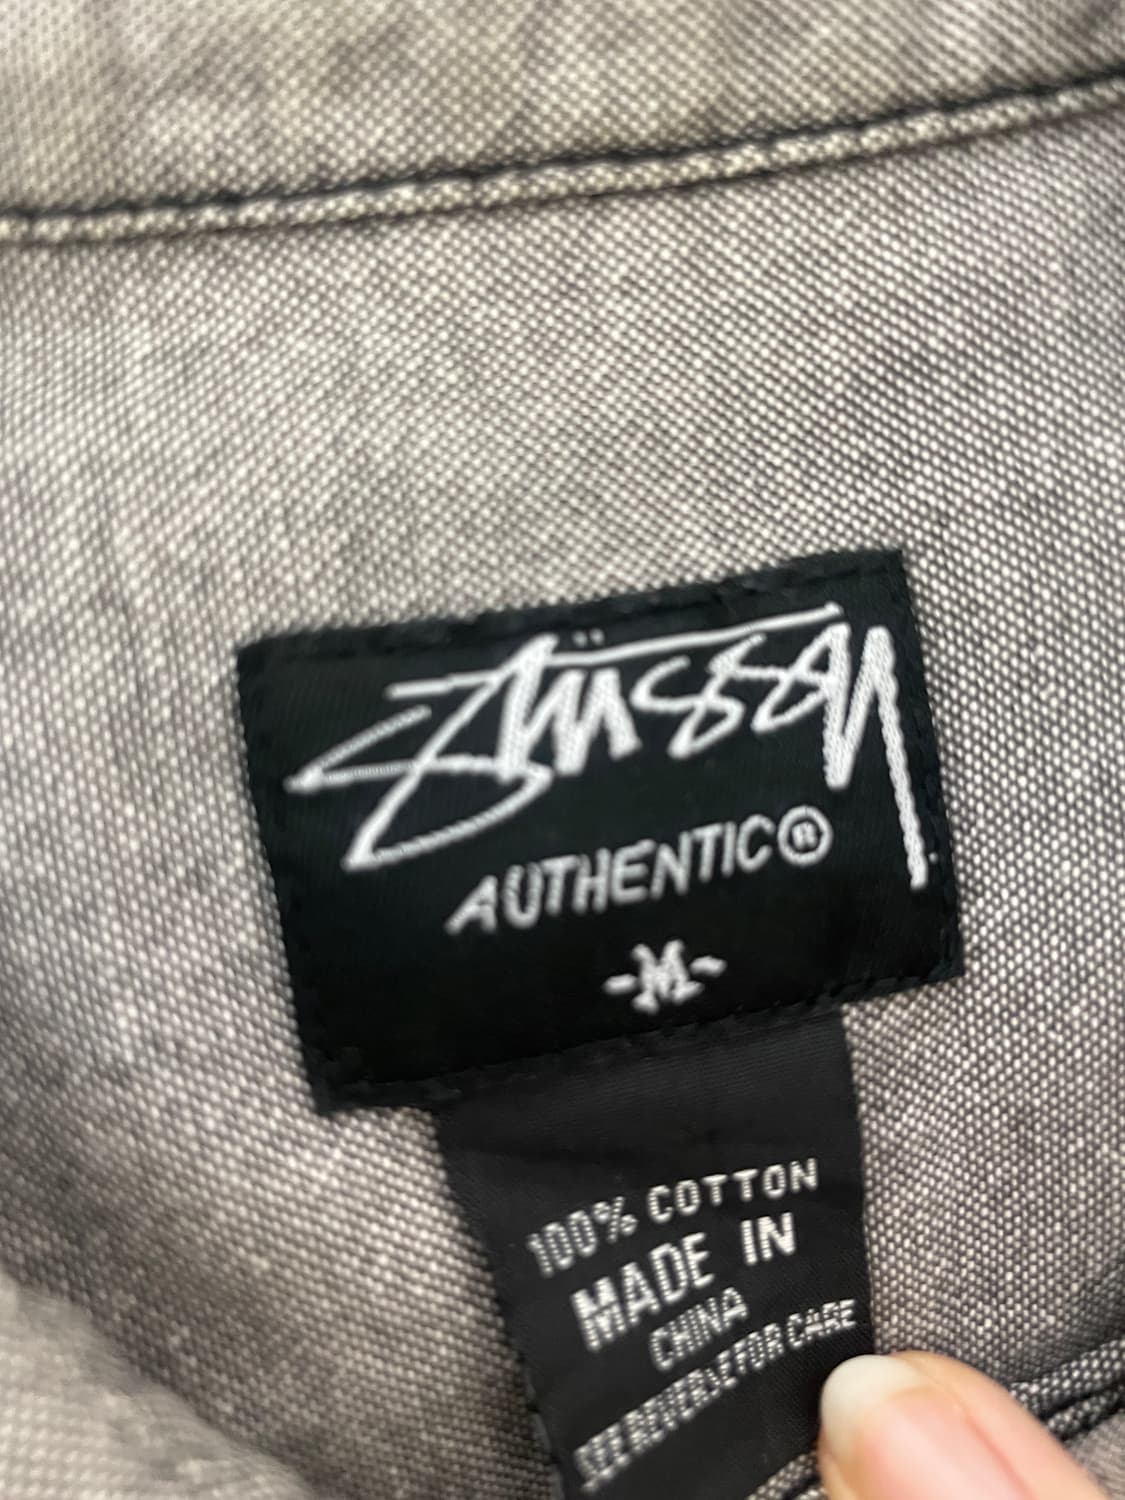 Stüssy
AUTHENTIC®
-M-
100% COTTON
MADE IN
CHINA
SEE REVERSE FOR CARE